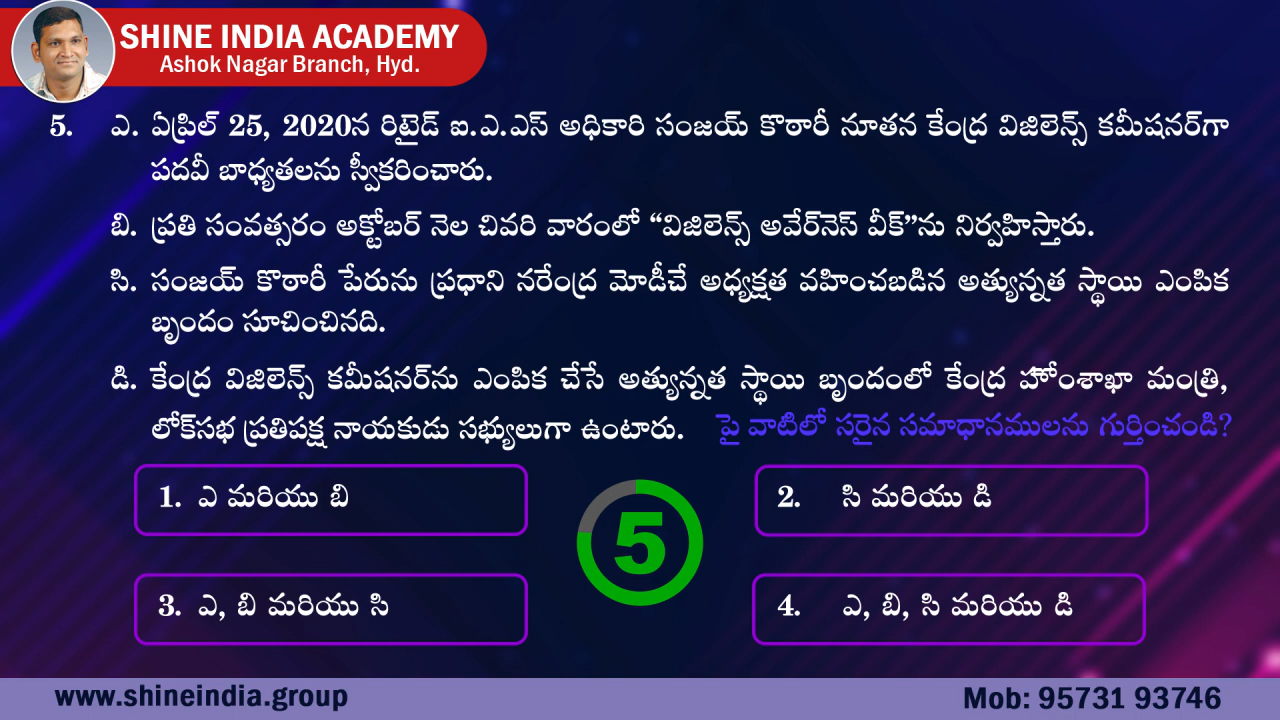 SHINE INDIA ACADEMY
Ashok Nagar Branch, Hyd.
5. ఎ. ఏప్రిల్ 25, 2020న రిటైడ్ ఐ.ఎ.ఎస్ అధికారి సంజయ్ కొఠారీ నూతన కేంద్ర విజిలెన్స్ కమీషనర్‌గా
పదవీ బాధ్యతలను స్వీకరించారు.
బి. ప్రతి సంవత్సరం అక్టోబర్ నెల చివరి వారంలో “విజిలెన్స్ అవేర్‌నెస్ వీక్”ను నిర్వహిస్తారు.
సి. సంజయ్ కొఠారీ పేరును ప్రధాని నరేంద్ర మోడీచే అధ్యక్షత వహించబడిన అత్యున్నత స్థాయి ఎంపిక
బృందం సూచించినది.
డి. కేంద్ర విజిలెన్స్ కమీషనర్‌ను ఎంపిక చేసే అత్యున్నత స్థాయి బృందంలో కేంద్ర హోంశాఖా మంత్రి,
లోక్‌సభ ప్రతిపక్ష నాయకుడు సభ్యులుగా ఉంటారు. పై వాటిలో సరైన సమాధానములను గుర్తించండి?
1. ఎ మరియు బి
2. సి మరియు డి
5
3. ఎ, బి మరియు సి
4. ఎ, బి, సి మరియు డి
www.shineindia.group
Mob: 95731 93746